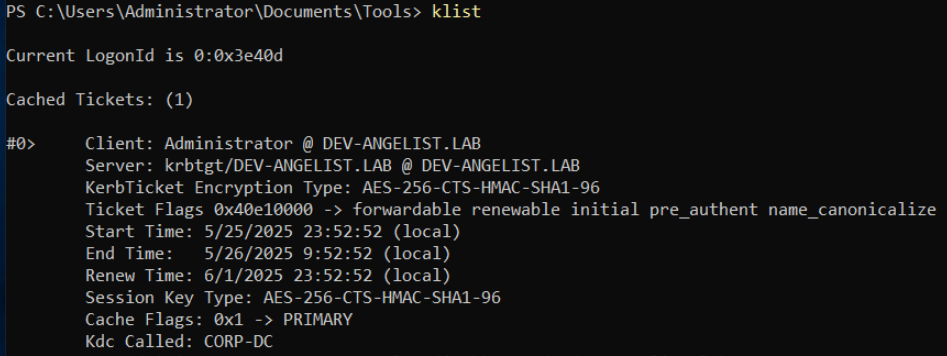 PS C:\Users\Administrator\Documents\Tools> klist
Current LogonId is 0:0x3e40d
Cached Tickets: (1)
#0>     Client: Administrator @ DEV-ANGELIST.LAB
        Server: krbtgt/DEV-ANGELIST.LAB @ DEV-ANGELIST.LAB
        KerbTicket Encryption Type: AES-256-CTS-HMAC-SHA1-96
        Ticket Flags 0x40e10000 -> forwardable renewable initial pre_authent name_canonicalize
        Start Time: 5/25/2025 23:52:52 (local)
        End Time:   5/26/2025 9:52:52 (local)
        Renew Time: 6/1/2025 23:52:52 (local)
        Session Key Type: AES-256-CTS-HMAC-SHA1-96
        Cache Flags: 0x1 -> PRIMARY
        Kdc Called: CORP-DC